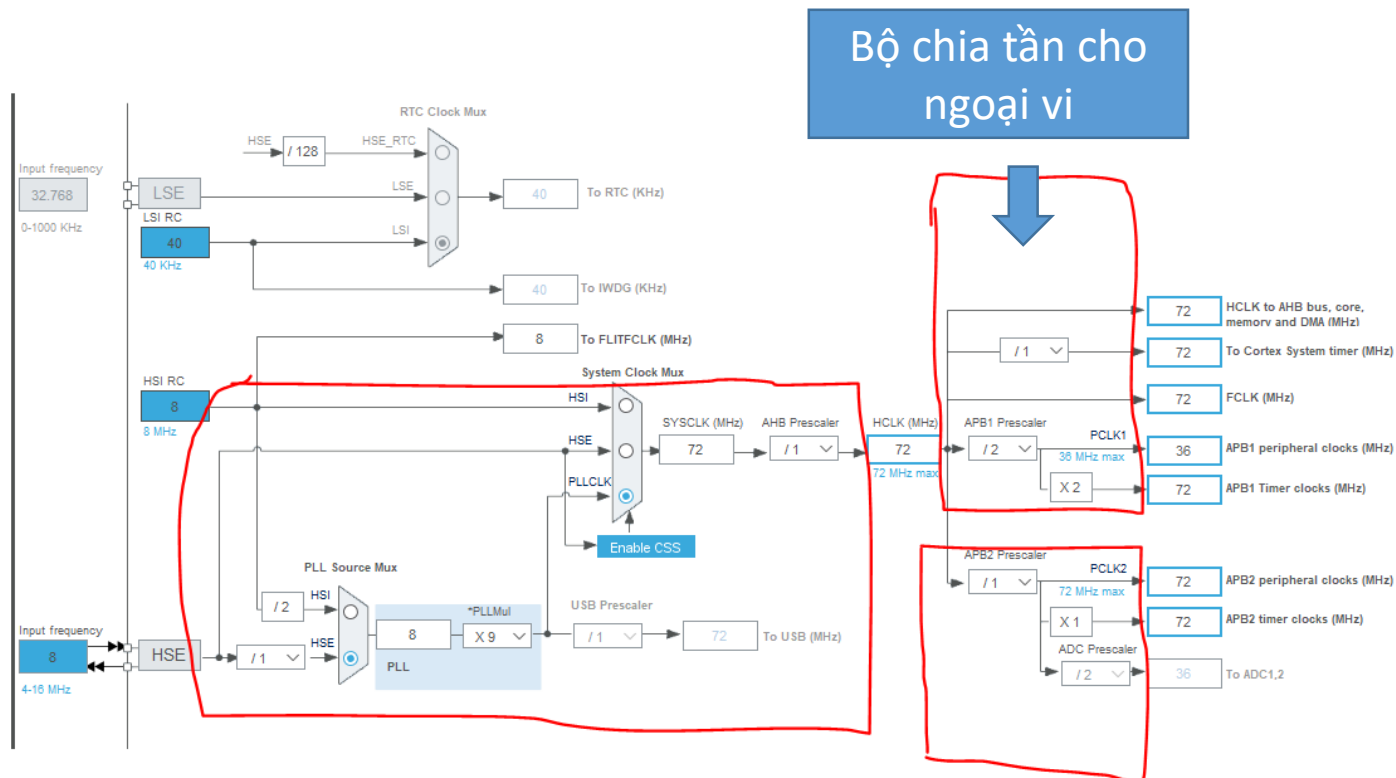 Bộ chia tần cho
ngoại vi
RTC Clock Mux
HSE
/ 128
HSE_RTC
Input frequency
32.768
0-1000 KHz
LSE
LSE
40
To RTC (KHz)
LSI RC
40
40 KHz
LSI
40
To IWDG (KHz)
8
To FLITFCLK (MHz)
HSI RC
8
8 MHz
System Clock Mux
HSI
HSE
PLLCLK
SYSCLK (MHz)
72
AHB Prescaler
/ 1
HCLK (MHz)
72
72 MHz max
Enable CSS
72
HCLK to AHB bus, core,
memory and DMA (MHz)
/ 1
72
To Cortex System timer (MHz)
72
FCLK (MHz)
APB1 Prescaler
/ 2
PCLK1
36 MHz max
36
APB1 peripheral clocks (MHz)
X 2
72
APB1 Timer clocks (MHz)
APB2 Prescaler
/ 1
PCLK2
72 MHz max
72
APB2 peripheral clocks (MHz)
X 1
72
APB2 timer clocks (MHz)
ADC Prescaler
/ 2
36
To ADC1,2
PLL Source Mux
/ 2
HSI
HSE
Input frequency
8
4-16 MHz
HSE
/ 1
8
PLL
*PLLMul
X 9
USB Prescaler
/ 1
72
To USB (MHz)